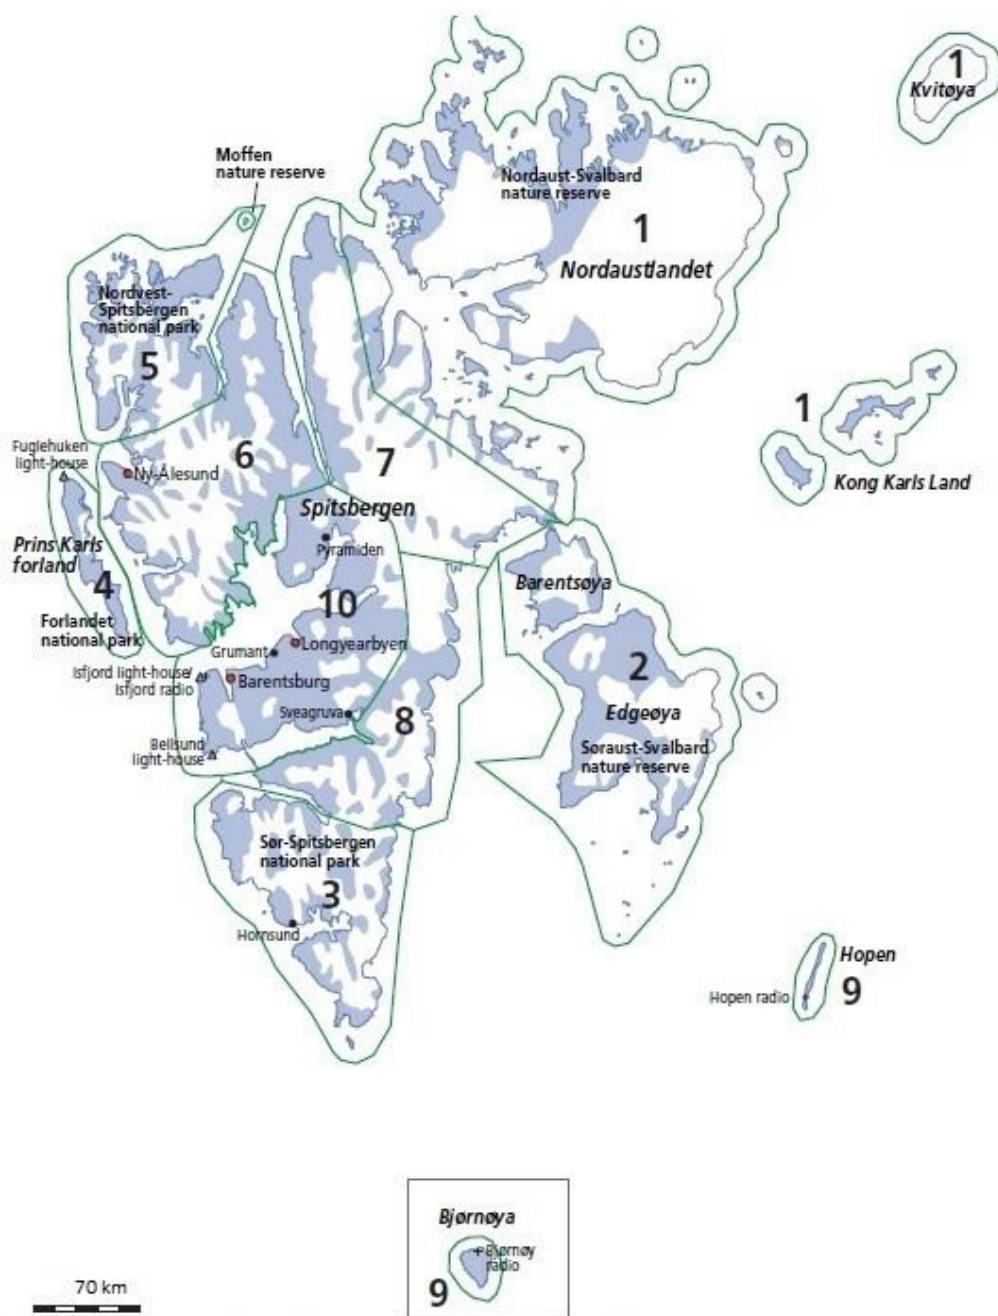 1
Kvitøya
Moffen
nature reserve
Nordaust-Svalbard
nature reserve
1
Nordaustlandet
Nordvest-
Spitsbergen
national park
5
1
Kong Karls Land
Fuglehuken
light-house
6
7
Ny-Ålesund
Spitsbergen
Prins Karls
forland
4
Pyramiden
Barentsøya
Forlandet
national park
10
Grumant
Longyearbyen
2
Isfjord light-house/
Isfjord radio
Barentsburg
Sveagruva
8
Edgeøya
Bellsund
light-house
Søraust-Svalbard
nature reserve
Sør-Spitsbergen
national park
3
Hornsund
Hopen
Hopen radio
9
Bjørnøya
Bjørnøy
radio
9
70 km